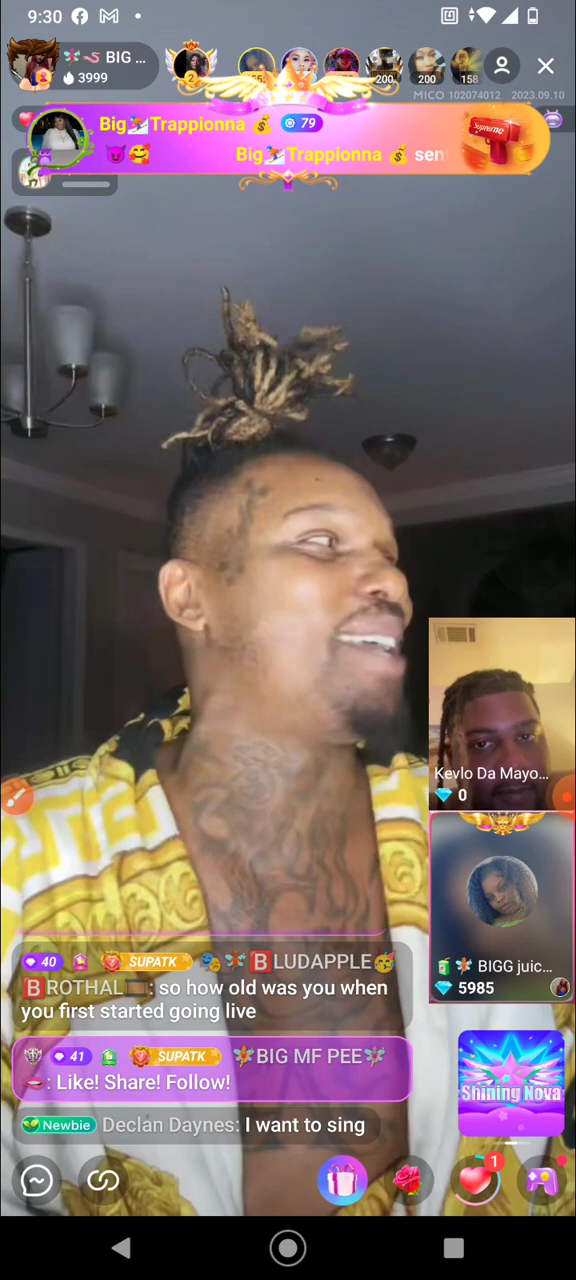 9:30
BIG ...
3999
2
200
200
158
MICO 102074012 2023.09.10
Big⛷Trappionna 💰 79
Supreme
😈🥰 Big⛷Trappionna 💰 sent
Kevlo Da Mayo...
💎 0
🧃 BIGG juic...
💎 5985
40 SUPATK 🎭🧚🅱LUDAPPLE🥳
🅱ROTHAL🎞: so how old was you when
you first started going live
41 SUPATK 🧚BIG MF PEE🧚
👄: Like! Share! Follow!
Newbie Declan Daynes: I want to sing
Shining Nova
1